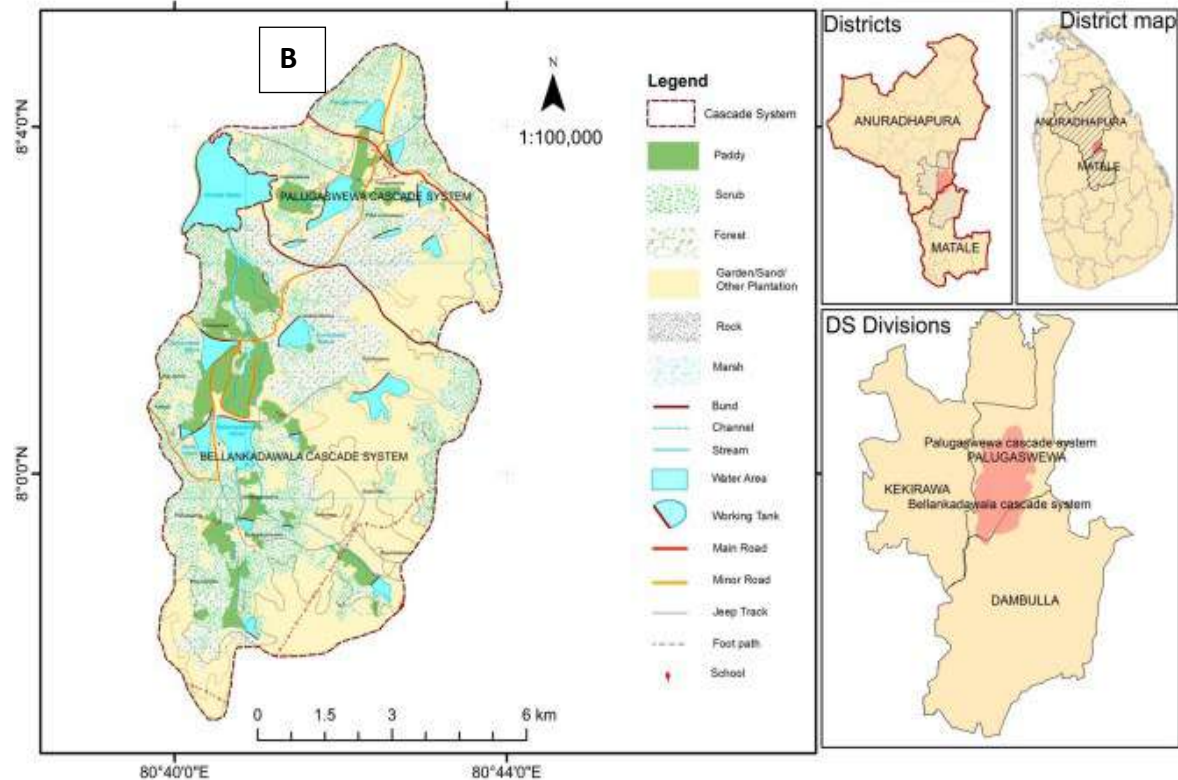 B
N
1:100,000
8°4'0"N
8°0'0"N
80°40'0"E
80°44'0"E
PALUGASWEWA CASCADE SYSTEM
BELLANKADAWALA CASCADE SYSTEM
0 1.5 3 6 km
Legend
Cascade System
Paddy
Scrub
Forest
Garden/Sand/
Other Plantation
Rock
Marsh
Bund
Channel
Stream
Water Area
Working Tank
Main Road
Minor Road
Jeep Track
Foot path
School
Districts
ANURADHAPURA
MATALE
District map
ANURADHAPURA
MATALE
DS Divisions
Palugaswewa cascade system
PALUGASWEWA
KEKIRAWA
Bellankadawala cascade system
DAMBULLA